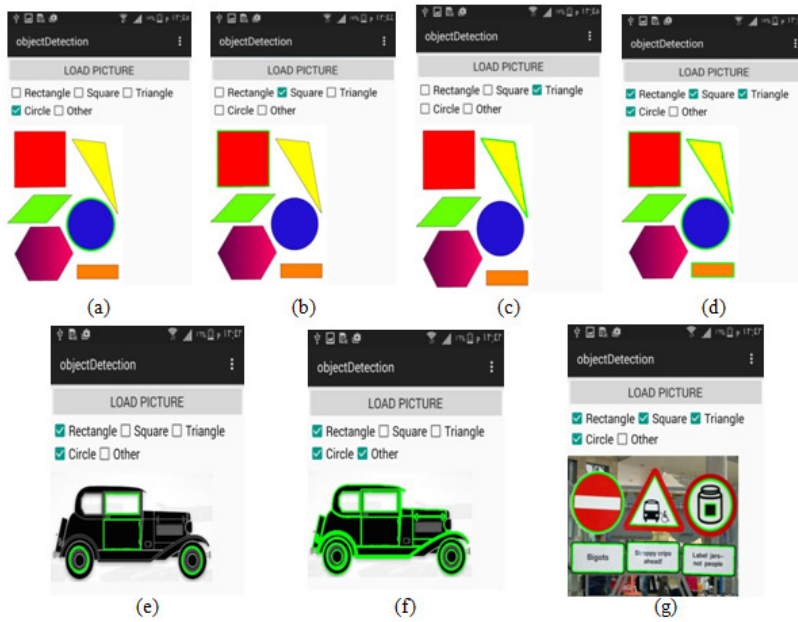 objectDetection
LOAD PICTURE
Rectangle Square Triangle
Circle Other
(a)
objectDetection
LOAD PICTURE
Rectangle Square Triangle
Circle Other
(b)
objectDetection
LOAD PICTURE
Rectangle Square Triangle
Circle Other
(c)
objectDetection
LOAD PICTURE
Rectangle Square Triangle
Circle Other
(d)
objectDetection
LOAD PICTURE
Rectangle Square Triangle
Circle Other
(e)
objectDetection
LOAD PICTURE
Rectangle Square Triangle
Circle Other
(f)
objectDetection
LOAD PICTURE
Rectangle Square Triangle
Circle Other
Bigots
ahead!
Label jars-
not people
(g)